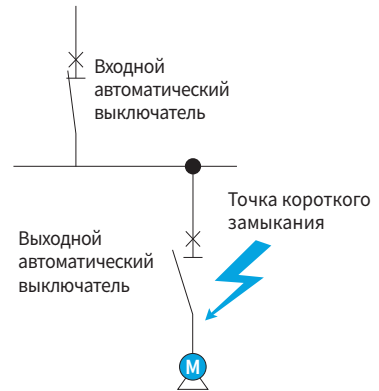 Входной
автоматический
выключатель
Точка короткого
замыкания
Выходной
автоматический
выключатель
M